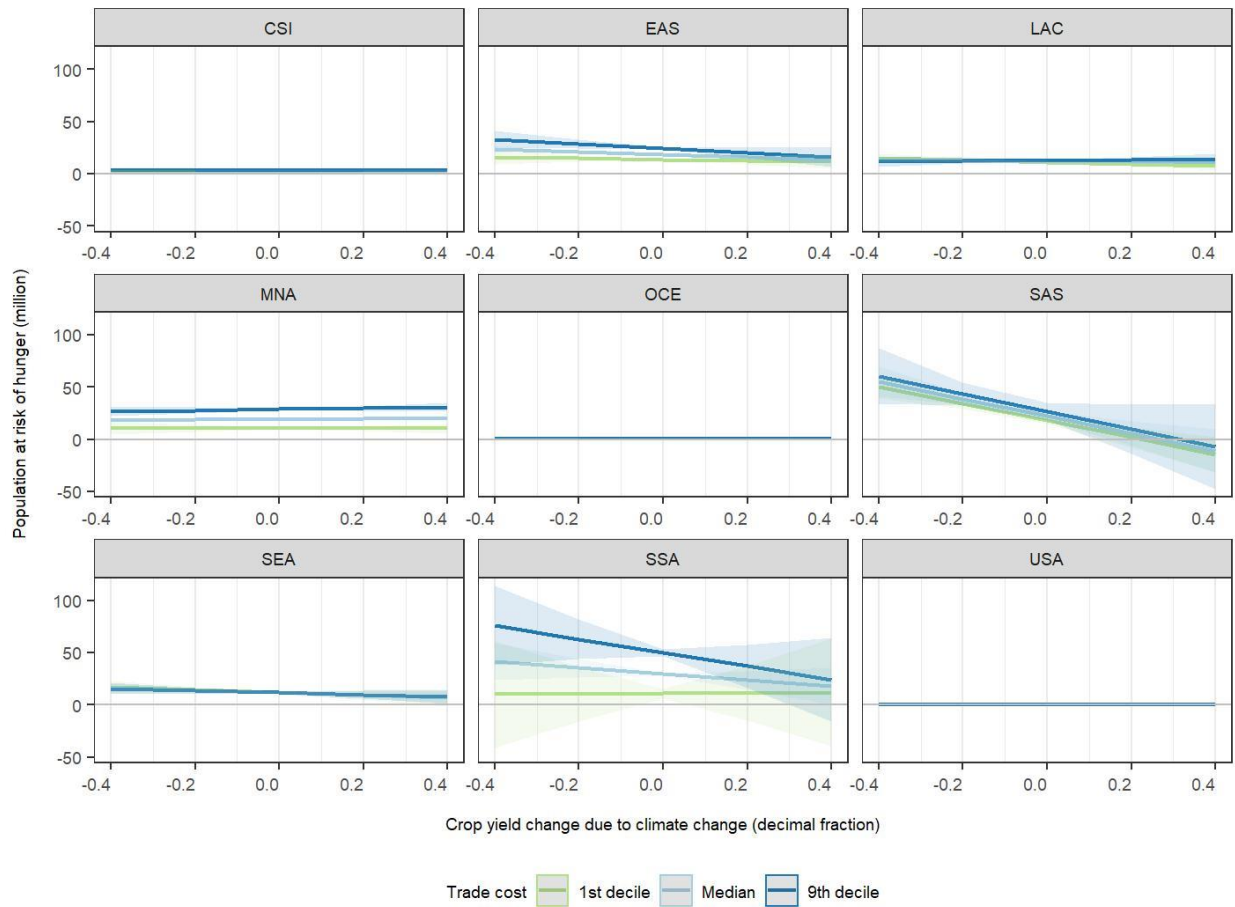 CSI EAS LAC
100
50
0
-50
-0.4 -0.2 0.0 0.2 0.4 -0.4 -0.2 0.0 0.2 0.4 -0.4 -0.2 0.0 0.2 0.4
MNA OCE SAS
Population at risk of hunger (million)
100
50
0
-50
-0.4 -0.2 0.0 0.2 0.4 -0.4 -0.2 0.0 0.2 0.4 -0.4 -0.2 0.0 0.2 0.4
SEA SSA USA
100
50
0
-50
-0.4 -0.2 0.0 0.2 0.4 -0.4 -0.2 0.0 0.2 0.4 -0.4 -0.2 0.0 0.2 0.4
Crop yield change due to climate change (decimal fraction)
Trade cost 1st decile Median 9th decile